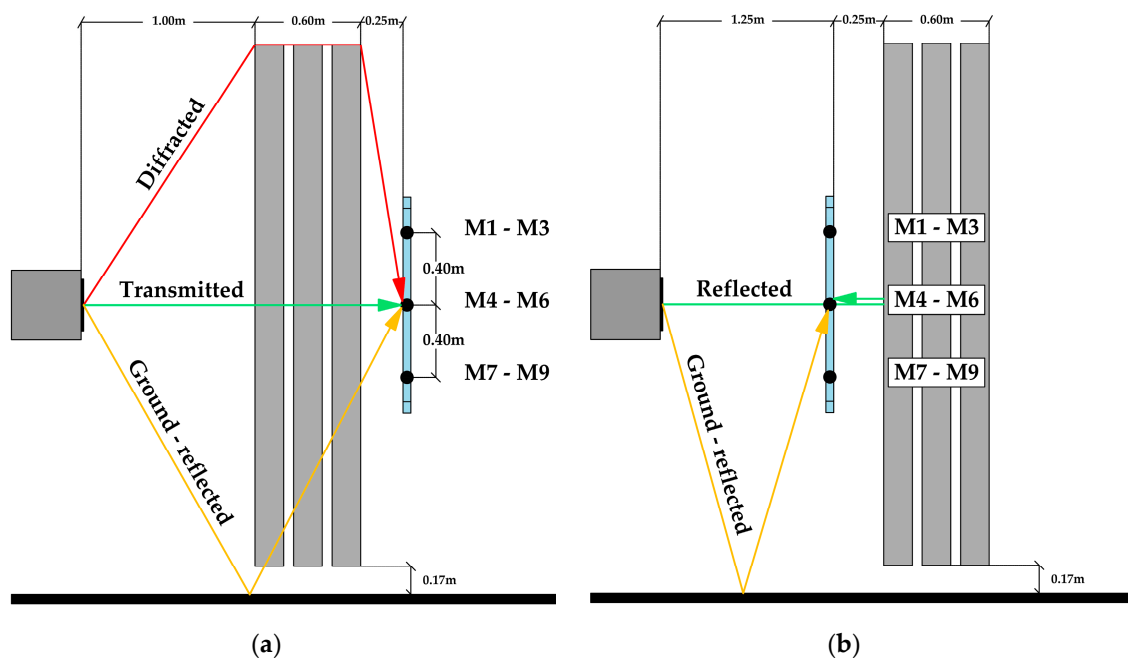 1.00m 0.60m 0.25m
Diffracted
Transmitted
Ground - reflected
M1 - M3
0.40m
M4 - M6
0.40m
M7 - M9
0.17m
(a)
1.25m 0.25m 0.60m
Reflected
Ground - reflected
M1 - M3
M4 - M6
M7 - M9
0.17m
(b)